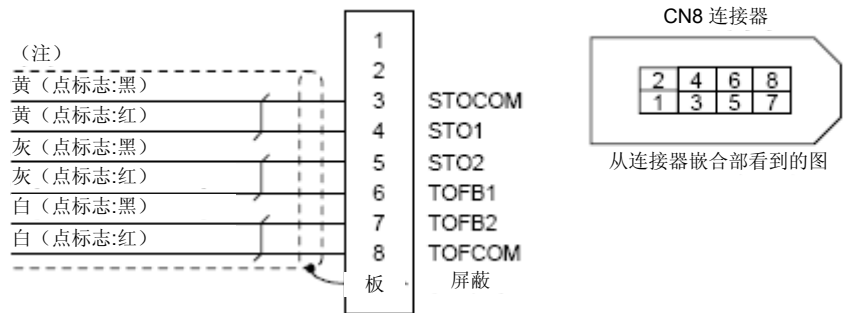 (注)
黄(点标志:黑)
黄(点标志:红)
灰(点标志:黑)
灰(点标志:红)
白(点标志:黑)
白(点标志:红)
1
2
3 STOCOM
4 STO1
5 STO2
6 TOFB1
7 TOFB2
8 TOFCOM
板 屏蔽
CN8 连接器
2 4 6 8
1 3 5 7
从连接器嵌合部看到的图